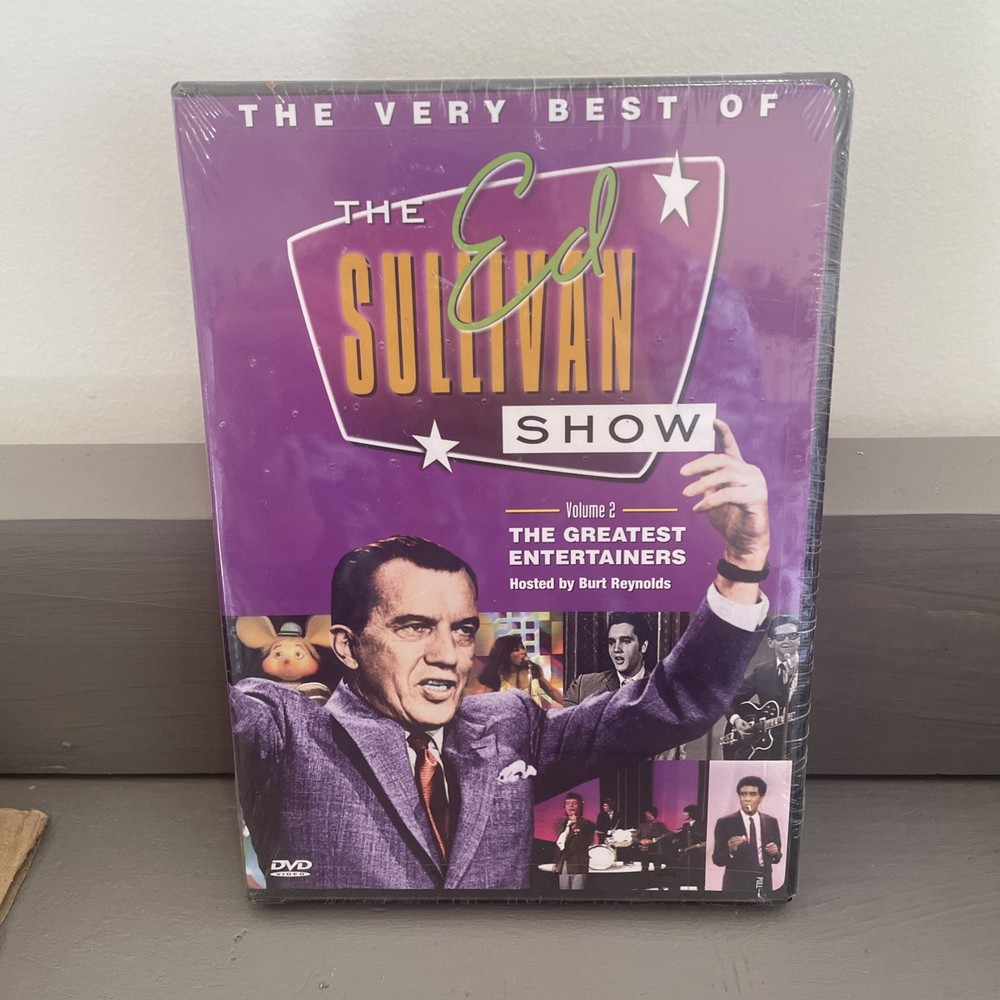 THE VERY BEST OF
THE Ed
SULLIVAN
SHOW
Volume 2
THE GREATEST
ENTERTAINERS
Hosted by Burt Reynolds
DVD
VIDEO
PULL